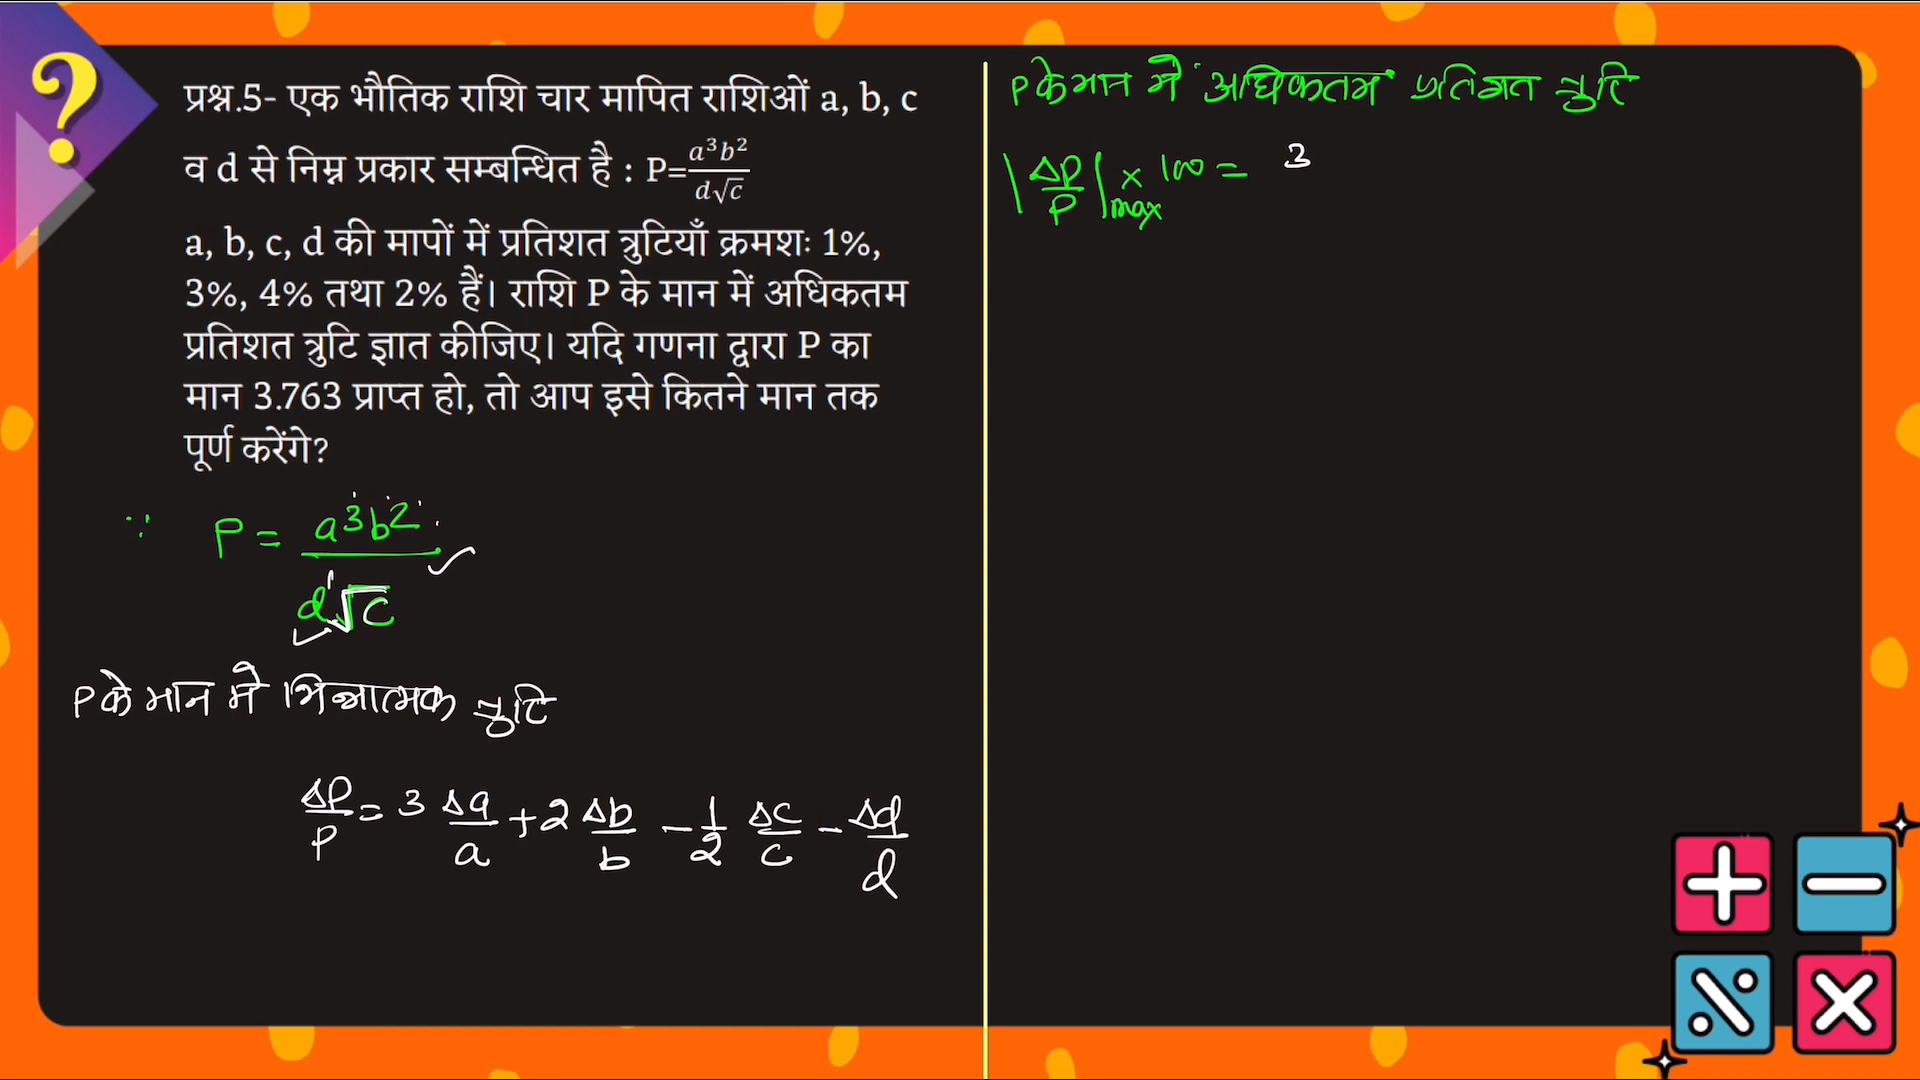 ?
प्रश्न.5- एक भौतिक राशि चार मापित राशिओं a, b, c
व d से निम्न प्रकार सम्बन्धित है : P=a³b²/d√c
a, b, c, d की मापों में प्रतिशत त्रुटियाँ क्रमशः 1%,
3%, 4% तथा 2% हैं। राशि P के मान में अधिकतम
प्रतिशत त्रुटि ज्ञात कीजिए। यदि गणना द्वारा P का
मान 3.763 प्राप्त हो, तो आप इसे कितने मान तक
पूर्ण करेंगे?
∵ P = a³b²/d√c
P के मान में भिन्नात्मक त्रुटि
ΔP/P = 3 Δa/a + 2 Δb/b - 1/2 Δc/c - Δd/d
P के मान में अधिकतम प्रतिशत त्रुटि
|ΔP/P|max × 100 = 3